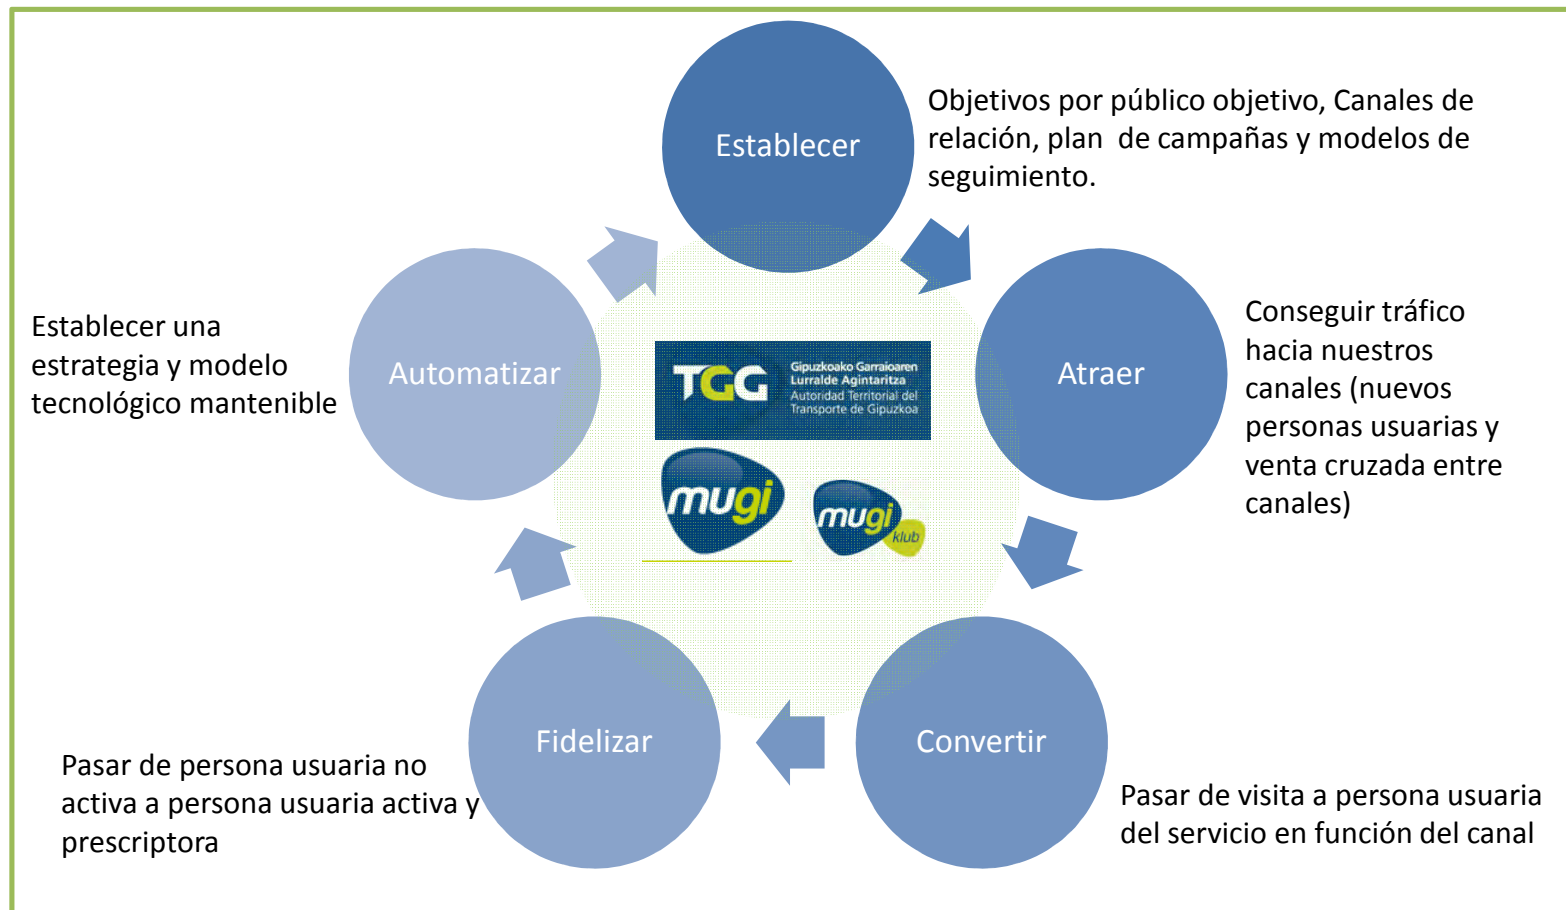 Establecer
Objetivos por público objetivo, Canales de
relación, plan de campañas y modelos de
seguimiento.
Atraer
Conseguir tráfico
hacia nuestros
canales (nuevos
personas usuarias y
venta cruzada entre
canales)
Convertir
Pasar de visita a persona usuaria
del servicio en función del canal
Fidelizar
Pasar de persona usuaria no
activa a persona usuaria activa y
prescriptora
Automatizar
Establecer una
estrategia y modelo
tecnológico mantenible
TGG
Gipuzkoako Garraioaren
Lurralde Agintaritza
Autoridad Territorial del
Transporte de Gipuzkoa
mugi
mugi
klub